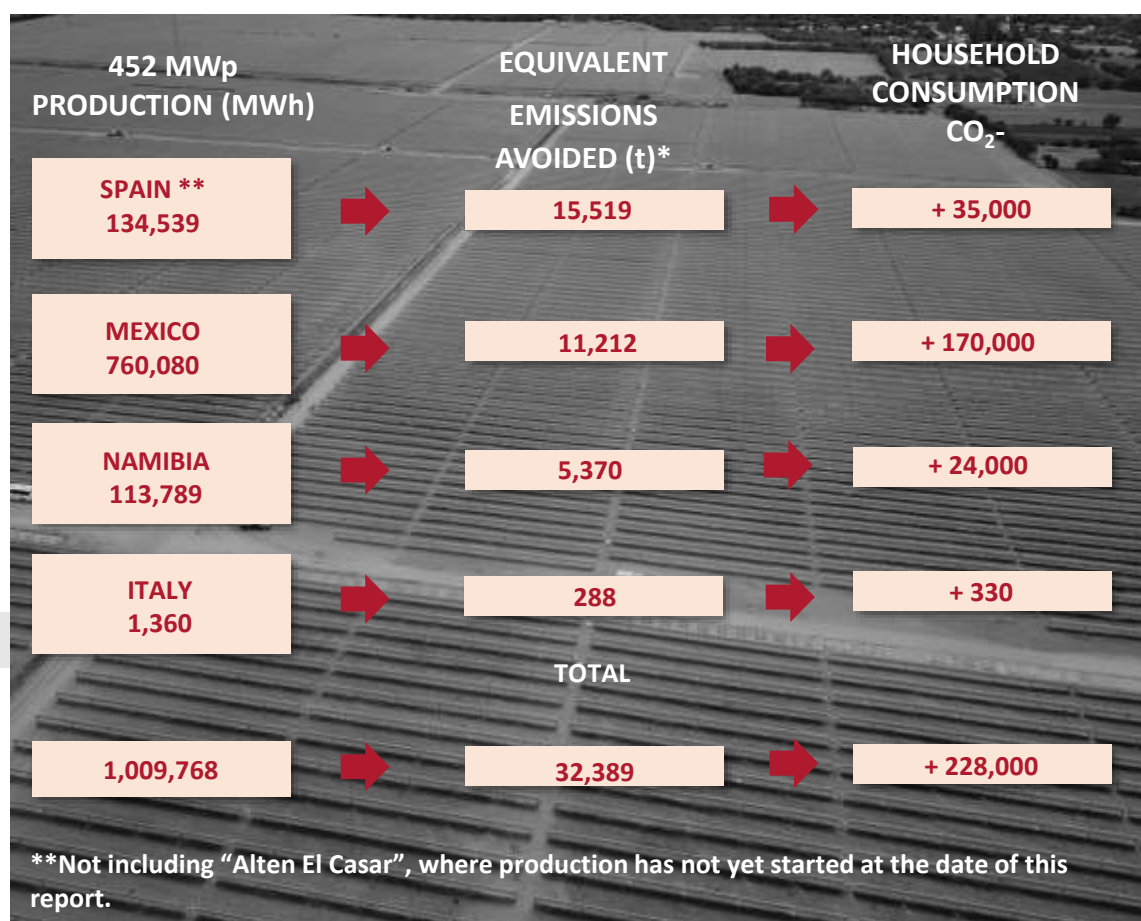 452 MWp
PRODUCTION (MWh)
EQUIVALENT
EMISSIONS
AVOIDED (t)*
HOUSEHOLD
CONSUMPTION
CO₂-
SPAIN **
134,539
15,519
+ 35,000
MEXICO
760,080
11,212
+ 170,000
NAMIBIA
113,789
5,370
+ 24,000
ITALY
1,360
288
+ 330
TOTAL
1,009,768
32,389
+ 228,000
**Not including “Alten El Casar”, where production has not yet started at the date of this
report.